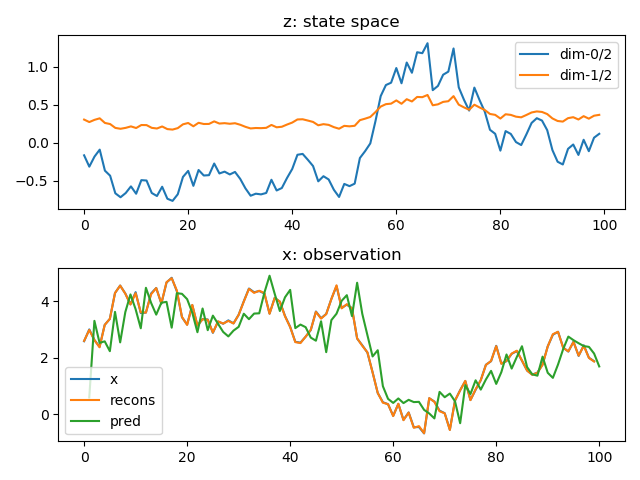 z: state space
dim-0/2
dim-1/2
1.0
0.5
0.0
−0.5
0 20 40 60 80 100
x: observation
4
2
0
x
recons
pred
0 20 40 60 80 100